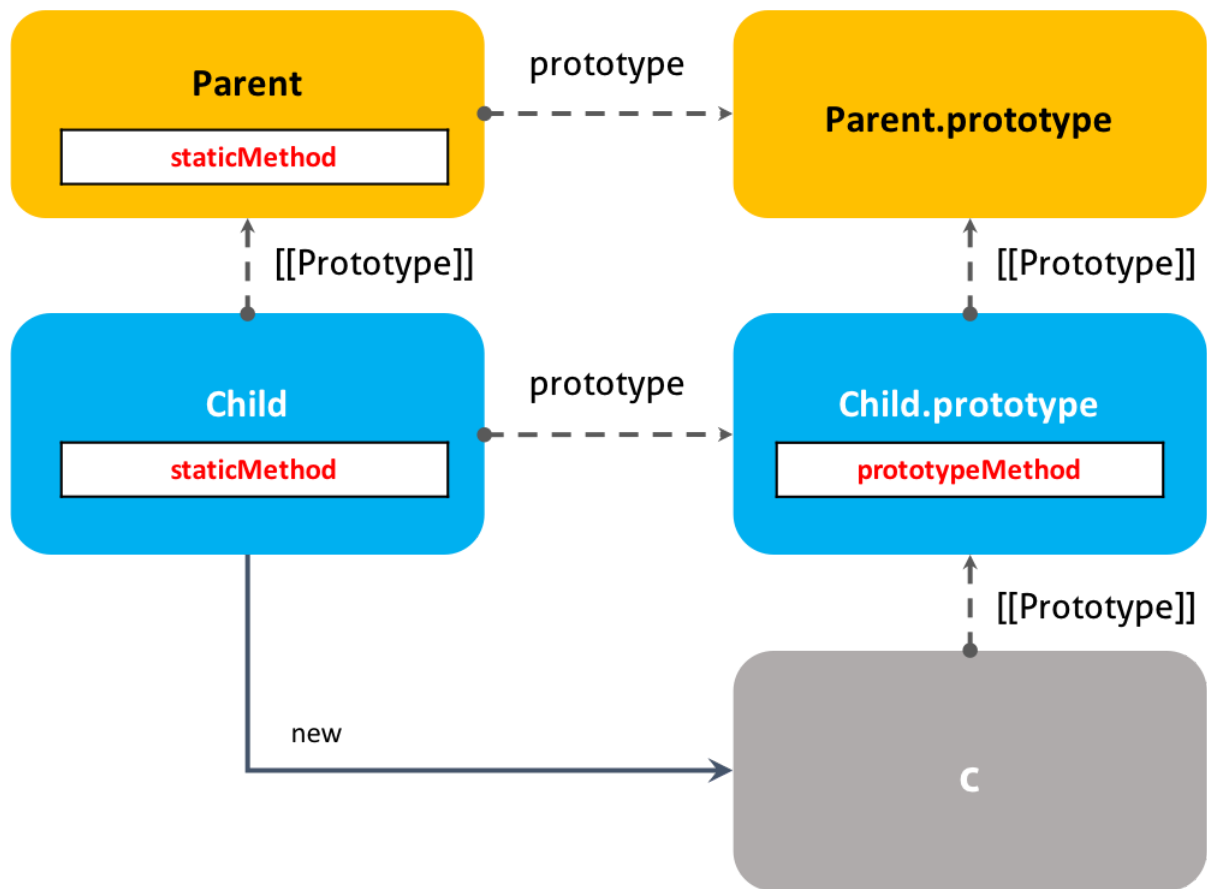 Parent
staticMethod
prototype
Parent.prototype
[[Prototype]]
[[Prototype]]
Child
staticMethod
prototype
Child.prototype
prototypeMethod
[[Prototype]]
new
c